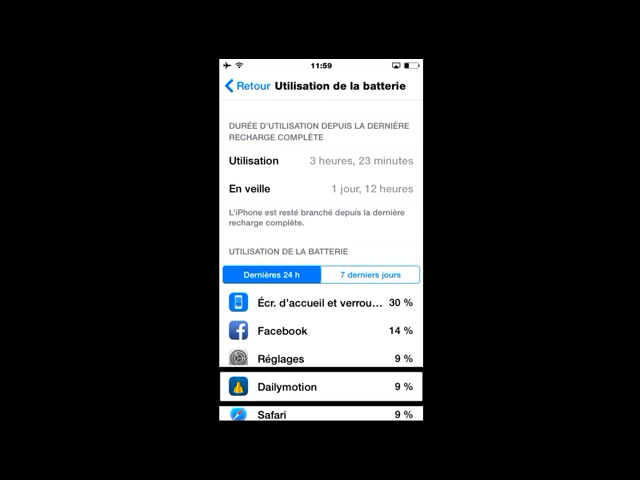 11:59
Retour Utilisation de la batterie
DURÉE D'UTILISATION DEPUIS LA DERNIÈRE
RECHARGE COMPLÈTE
Utilisation 3 heures, 23 minutes
En veille 1 jour, 12 heures
L'iPhone est resté branché depuis la dernière
recharge complète.
UTILISATION DE LA BATTERIE
Dernières 24 h 7 derniers jours
Écr. d'accueil et verrou... 30 %
Facebook 14 %
Réglages 9 %
Dailymotion 9 %
Safari 9 %